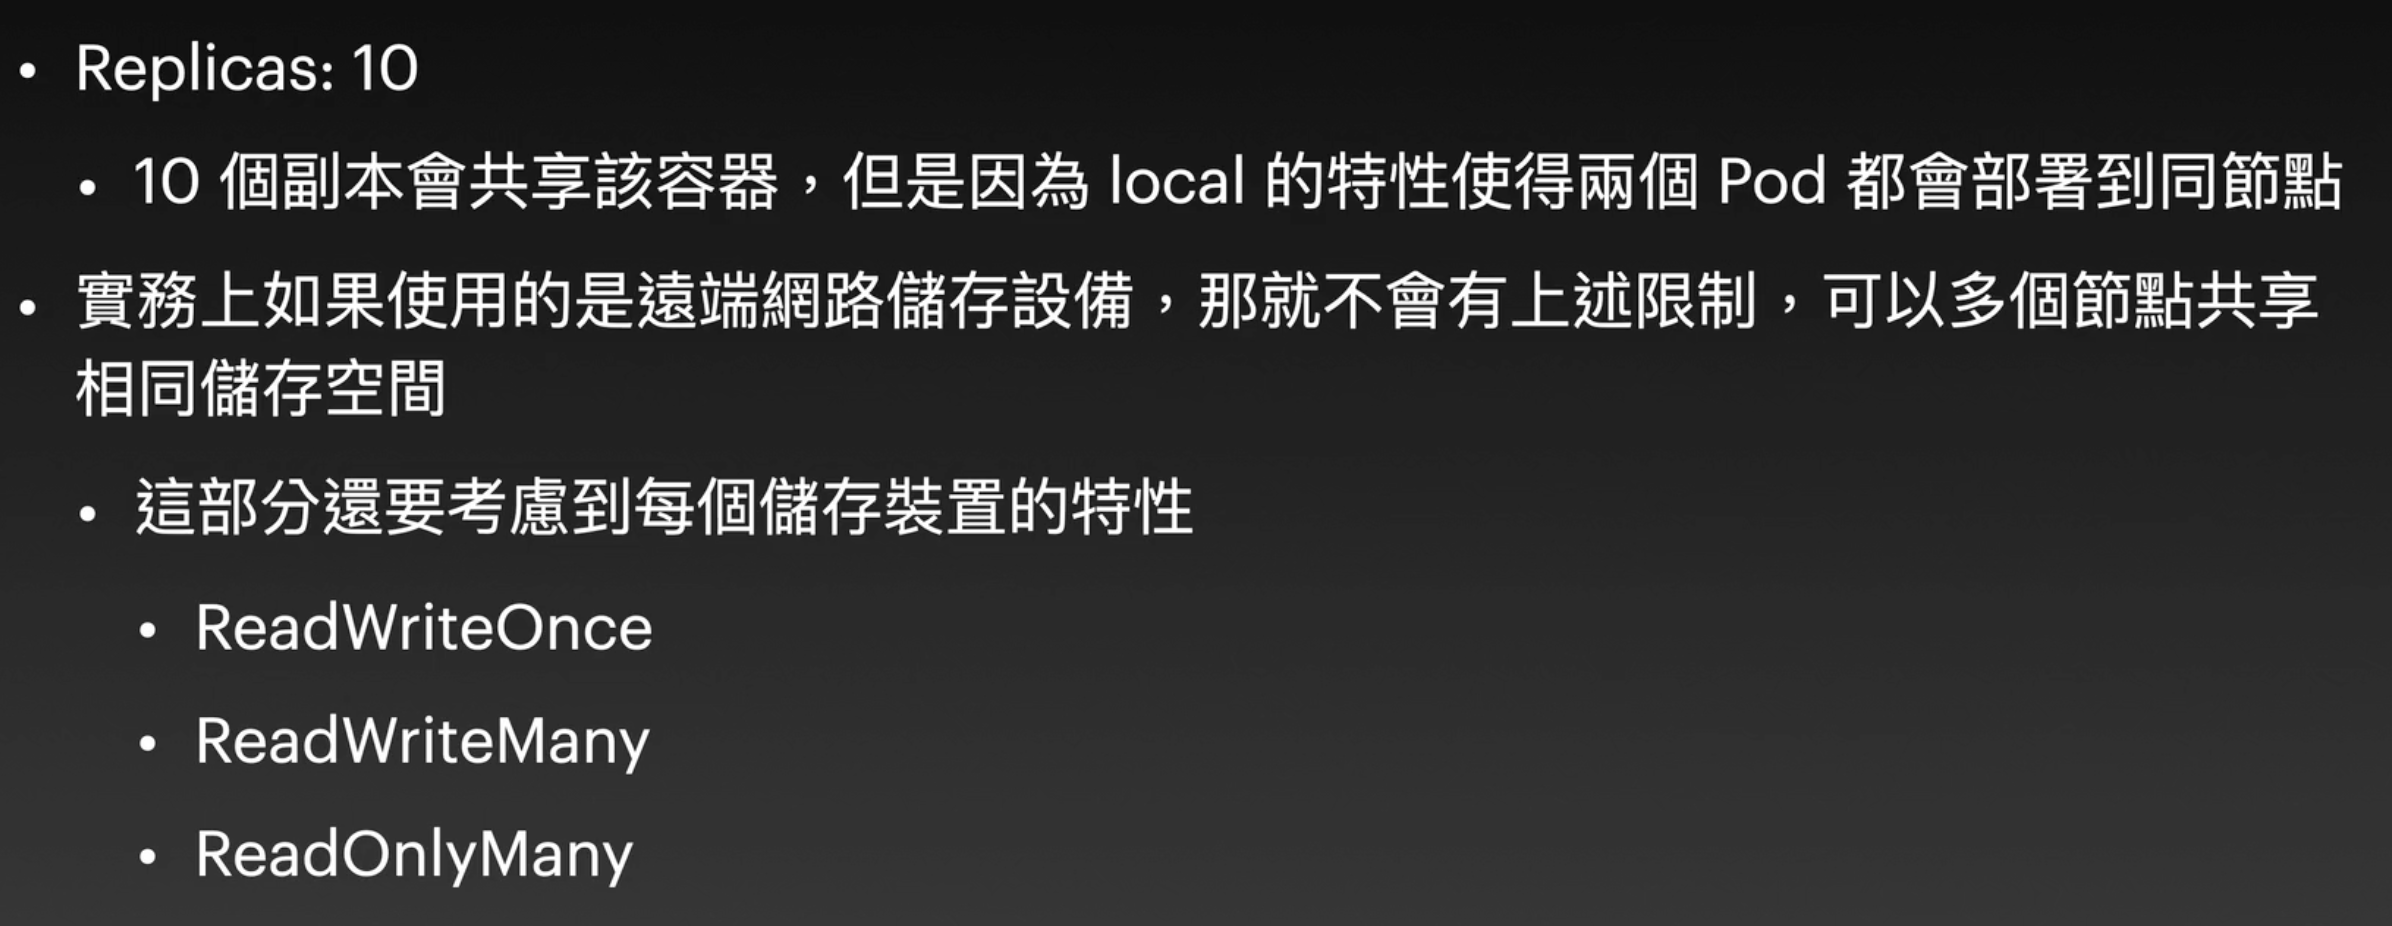 • Replicas: 10
• 10 個副本會共享該容器，但是因為 local 的特性使得兩個 Pod 都會部署到同節點
• 實務上如果使用的是遠端網路儲存設備，那就不會有上述限制，可以多個節點共享
相同儲存空間
• 這部分還要考慮到每個儲存裝置的特性
• ReadWriteOnce
• ReadWriteMany
• ReadOnlyMany